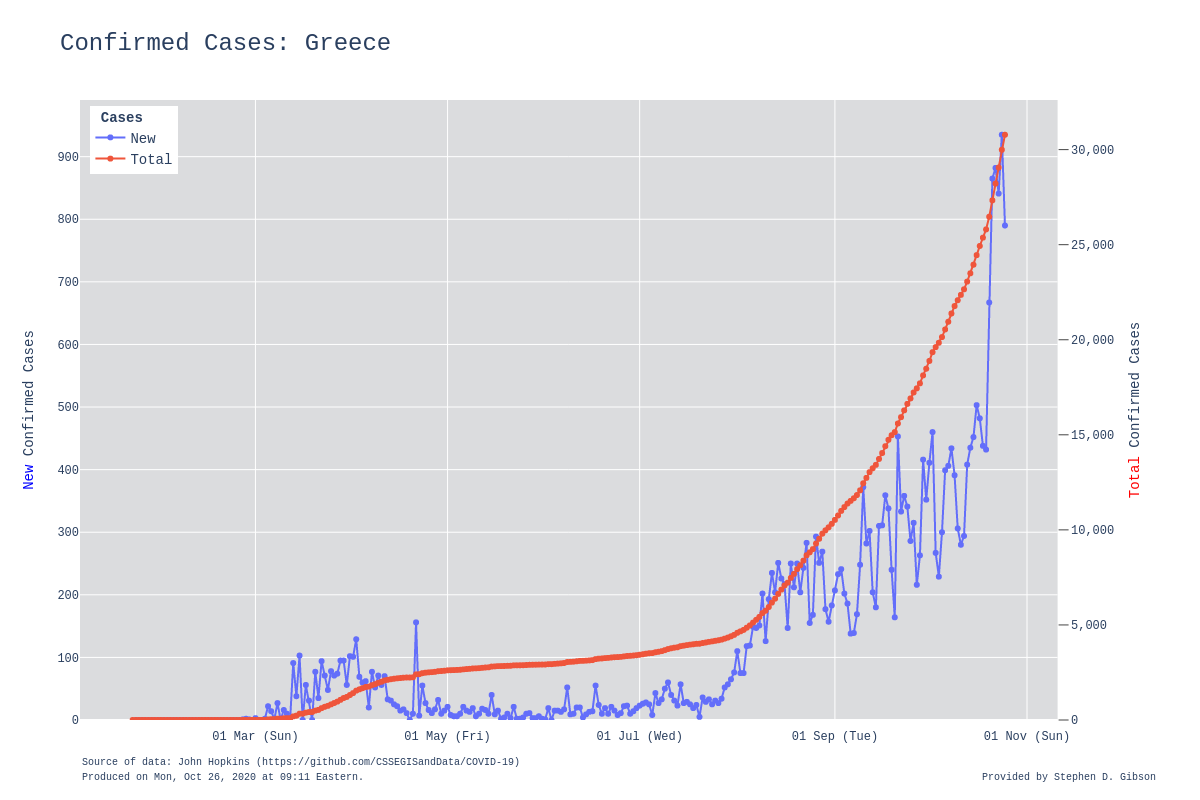 Confirmed Cases: Greece
Cases
New
Total
900
800
700
600
500
400
300
200
100
0
30,000
25,000
20,000
15,000
10,000
5,000
0
New Confirmed Cases
Total Confirmed Cases
01 Mar (Sun)
01 May (Fri)
01 Jul (Wed)
01 Sep (Tue)
01 Nov (Sun)
Source of data: John Hopkins (https://github.com/CSSEGISandData/COVID-19)
Produced on Mon, Oct 26, 2020 at 09:11 Eastern.
Provided by Stephen D. Gibson